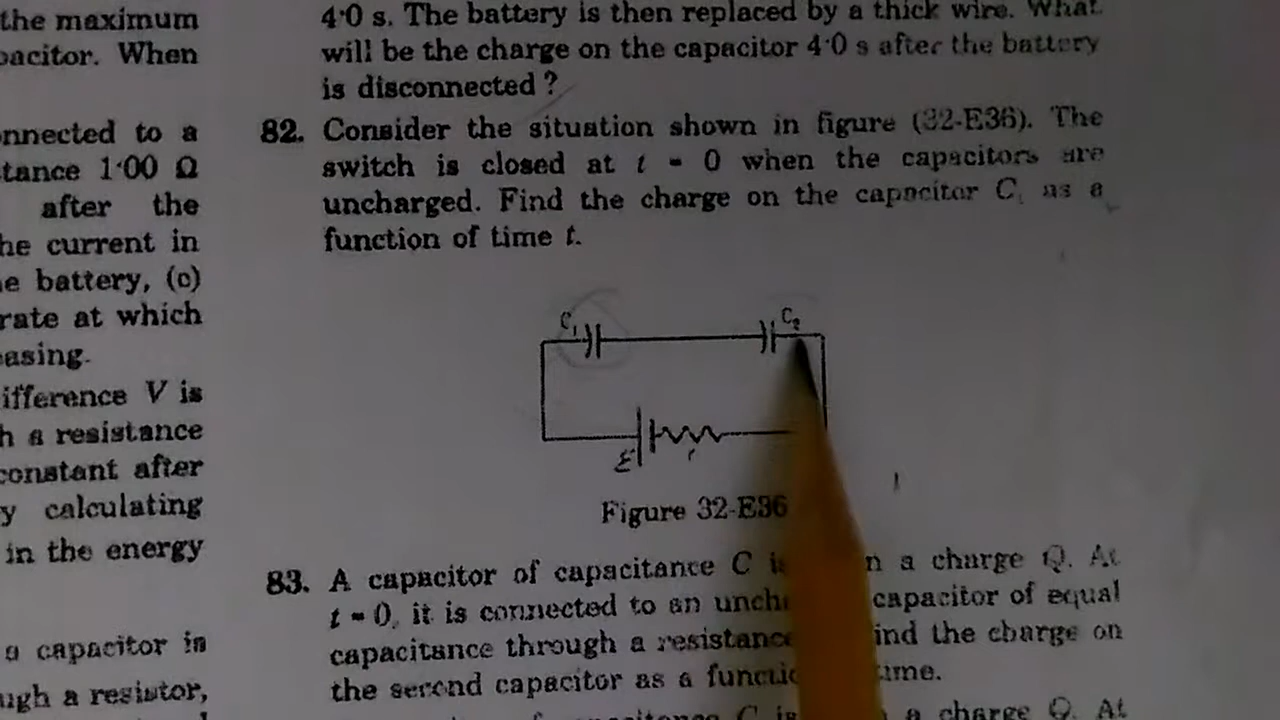 the maximum
pacitor. When
nnected to a
tance 1·00 Ω
after the
he current in
e battery, (c)
rate at which
easing.
ifference V is
h a resistance
constant after
y calculating
in the energy
a capacitor is
ugh a resistor,
4·0 s. The battery is then replaced by a thick wire. What
will be the charge on the capacitor 4·0 s after the battery
is disconnected ?
82. Consider the situation shown in figure (32-E36). The
switch is closed at t = 0 when the capacitors are
uncharged. Find the charge on the capacitor C₁ as a
function of time t.
C₁
C₂
ℰ
r
Figure 32-E36
83. A capacitor of capacitance C is n a charge Q. At
t = 0, it is connected to an unch capacitor of equal
capacitance through a resistance ind the charge on
the second capacitor as a functio ime.
C is a charge Q. At